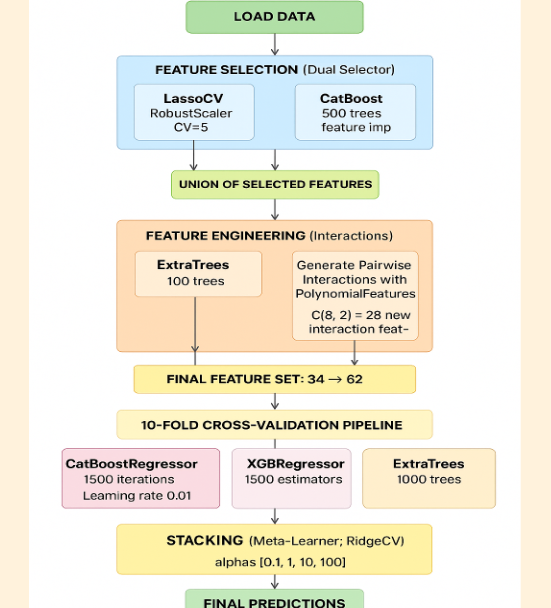 LOAD DATA
FEATURE SELECTION (Dual Selector)
LassoCV
RobustScaler
CV=5
CatBoost
500 trees
feature imp
UNION OF SELECTED FEATURES
FEATURE ENGINEERING (Interactions)
ExtraTrees
100 trees
Generate Pairwise
Interactions with
PolynomialFeatures
C(8, 2) = 28 new
interaction feat-
FINAL FEATURE SET: 34 → 62
10-FOLD CROSS-VALIDATION PIPELINE
CatBoostRegressor
1500 iterations
Leaming rate 0.01
XGBRegressor
1500 estimators
ExtraTrees
1000 trees
STACKING (Meta-Learner; RidgeCV)
alphas [0.1, 1, 10, 100]
FINAL PREDICTIONS